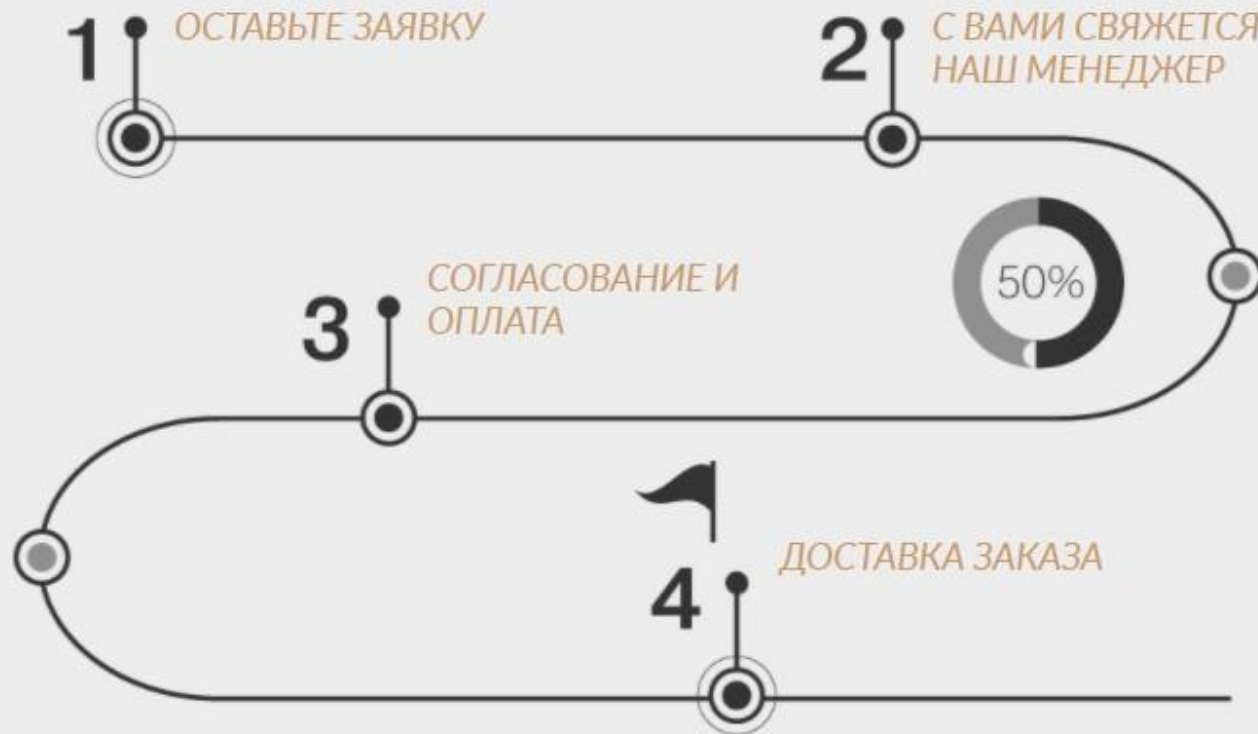 1 ОСТАВЬТЕ ЗАЯВКУ
2 С ВАМИ СВЯЖЕТСЯ
НАШ МЕНЕДЖЕР
50%
3 СОГЛАСОВАНИЕ И
ОПЛАТА
4 ДОСТАВКА ЗАКАЗА